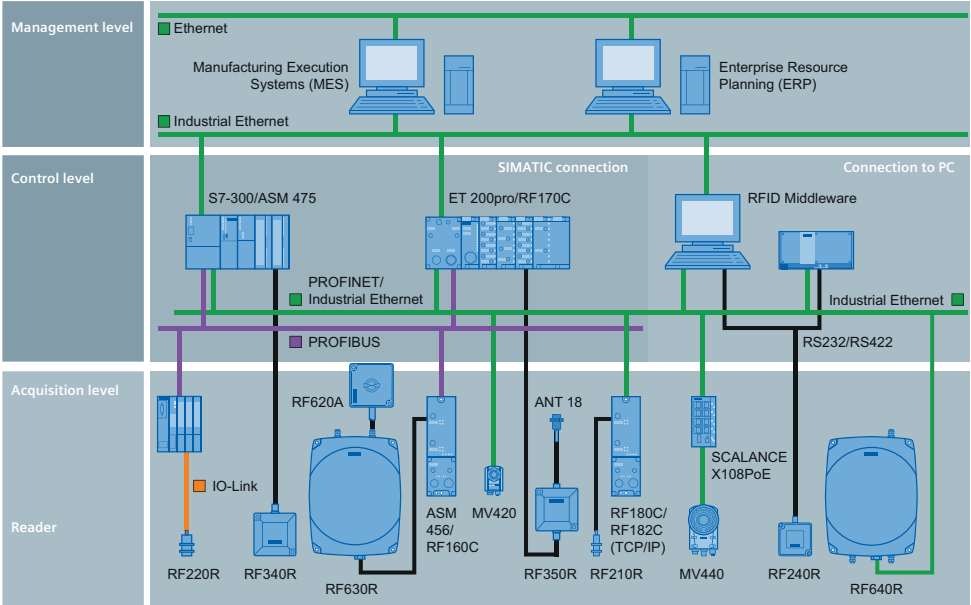 Management level
Ethernet
Manufacturing Execution
Systems (MES)
Enterprise Resource
Planning (ERP)
Industrial Ethernet
Control level
SIMATIC connection
Connection to PC
S7-300/ASM 475
ET 200pro/RF170C
RFID Middleware
PROFINET/
Industrial Ethernet
Industrial Ethernet
PROFIBUS
RS232/RS422
Acquisition level
RF620A
ANT 18
SCALANCE
X108PoE
IO-Link
Reader
ASM
456/
RF160C
MV420
RF180C/
RF182C
(TCP/IP)
RF220R
RF340R
RF630R
RF350R
RF210R
MV440
RF240R
RF640R